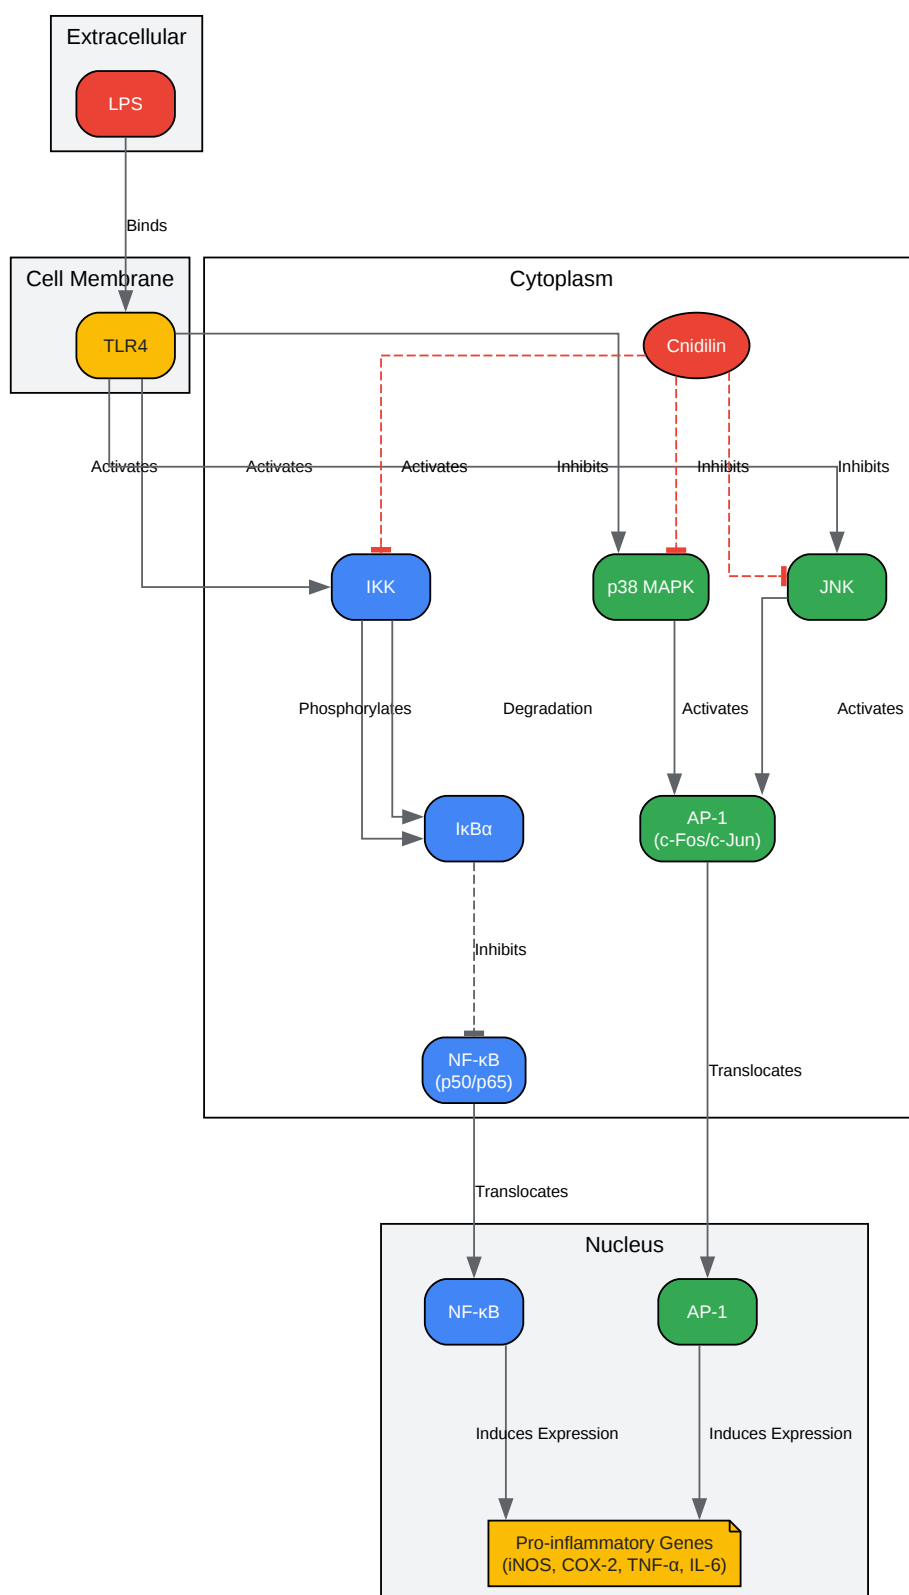 Extracellular
LPS
Binds
Cell Membrane
TLR4
Cytoplasm
Cnidilin
Activates
Activates
Activates
Inhibits
Inhibits
Inhibits
IKK
p38 MAPK
JNK
Phosphorylates
Degradation
Activates
Activates
IκBα
AP-1
(c-Fos/c-Jun)
Inhibits
NF-κB
(p50/p65)
Translocates
Translocates
Nucleus
NF-κB
AP-1
Induces Expression
Induces Expression
Pro-inflammatory Genes
(iNOS, COX-2, TNF-α, IL-6)